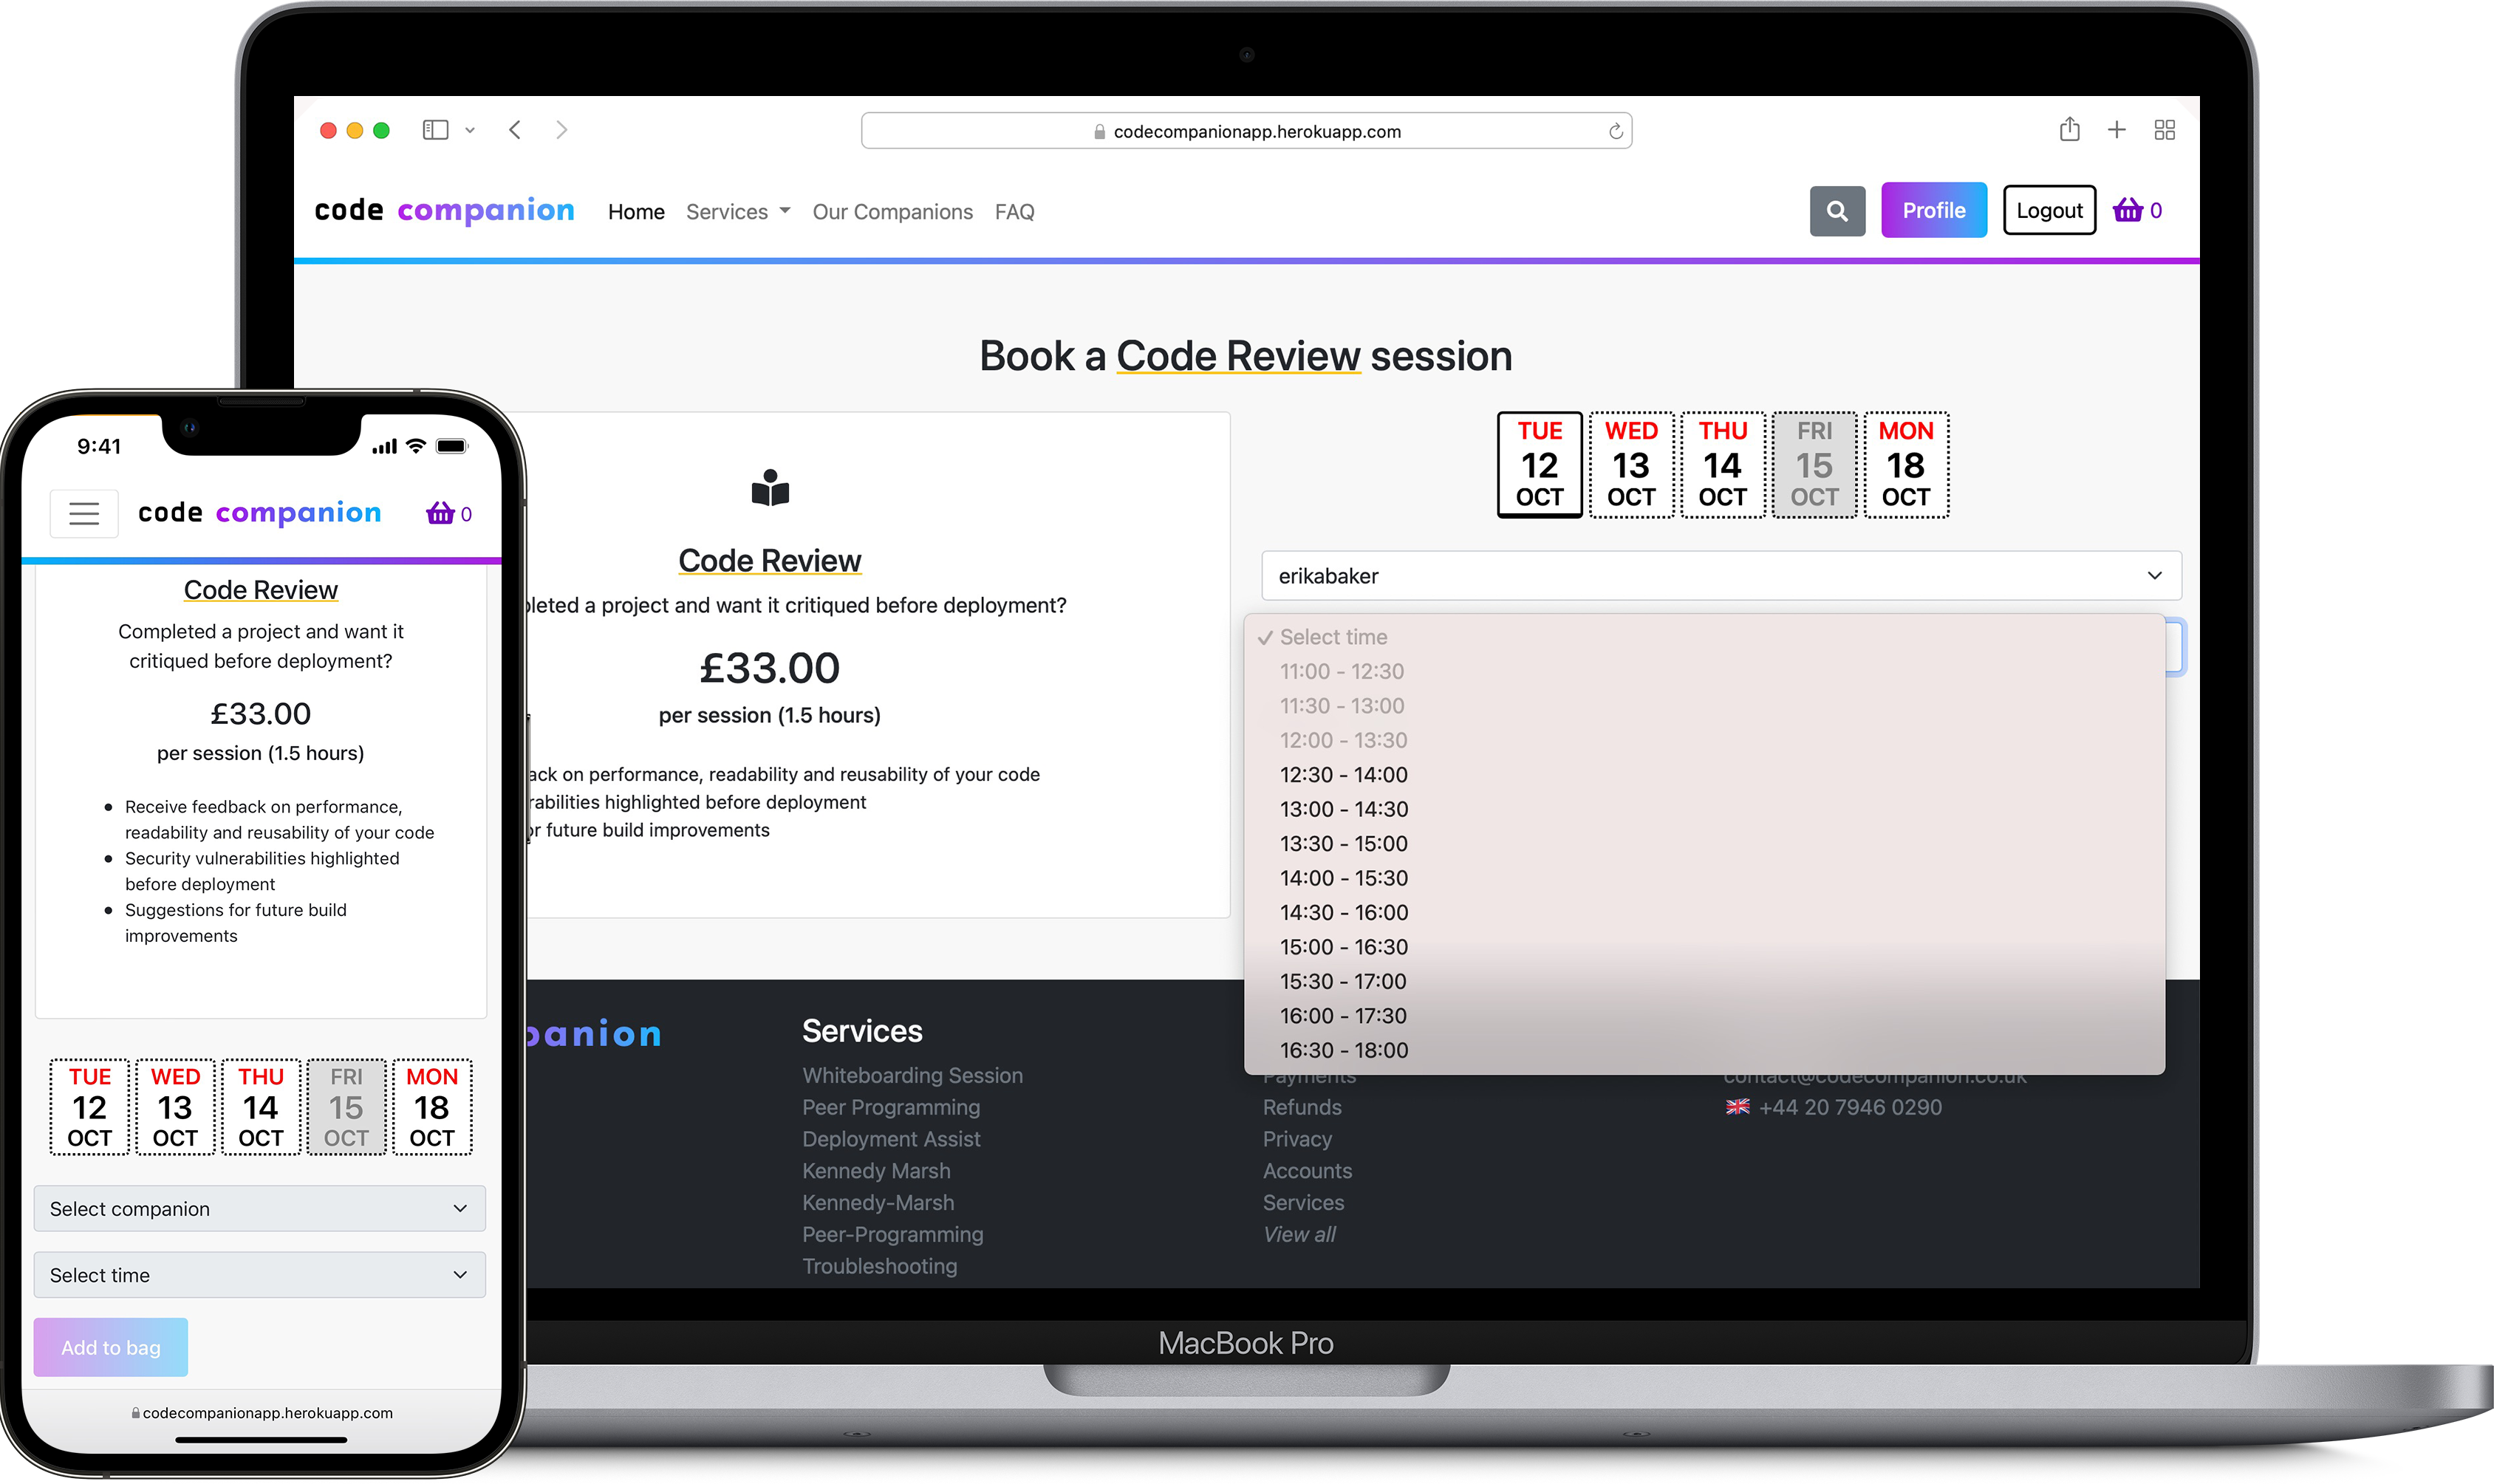 codecompanionapp.herokuapp.com
code companion
Home
Services
Our Companions
FAQ
Profile
Logout
0
Book a Code Review session
Code Review
pleted a project and want it critiqued before deployment?
£33.00
per session (1.5 hours)
ack on performance, readability and reusability of your code
rabilities highlighted before deployment
or future build improvements
TUE
12
OCT
WED
13
OCT
THU
14
OCT
FRI
15
OCT
MON
18
OCT
erikabaker
Select time
11:00 - 12:30
11:30 - 13:00
12:00 - 13:30
12:30 - 14:00
13:00 - 14:30
13:30 - 15:00
14:00 - 15:30
14:30 - 16:00
15:00 - 16:30
15:30 - 17:00
16:00 - 17:30
16:30 - 18:00
panion
Services
Whiteboarding Session
Peer Programming
Deployment Assist
Kennedy Marsh
Kennedy-Marsh
Peer-Programming
Troubleshooting
Payments
Refunds
Privacy
Accounts
Services
View all
contact@codecompanion.co.uk
+44 20 7946 0290
MacBook Pro
9:41
code companion
0
Code Review
Completed a project and want it
critiqued before deployment?
£33.00
per session (1.5 hours)
Receive feedback on performance,
readability and reusability of your code
Security vulnerabilities highlighted
before deployment
Suggestions for future build
improvements
TUE
12
OCT
WED
13
OCT
THU
14
OCT
FRI
15
OCT
MON
18
OCT
Select companion
Select time
Add to bag
codecompanionapp.herokuapp.com